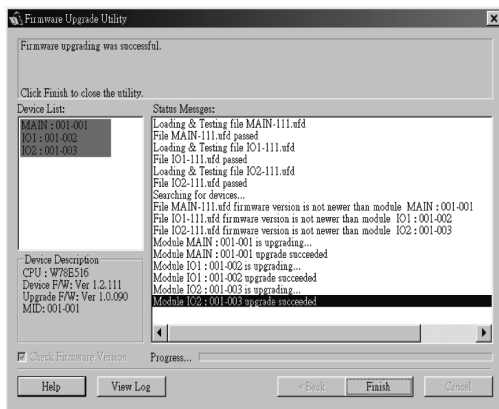 Firmware Upgrade Utility
Firmware upgrading was successful.
Click Finish to close the utility.
Device List:
MAIN : 001-001
IO1 : 001-002
IO2 : 001-003
Device Description
CPU : W78E516
Device F/W: Ver 1.2.111
Upgrade F/W: Ver 1.0.090
MID: 001-001
Status Messges:
Loading & Testing file MAIN-111.ufd
File MAIN-111.ufd passed
Loading & Testing file IO1-111.ufd
File IO1-111.ufd passed
Loading & Testing file IO2-111.ufd
File IO2-111.ufd passed
Searching for devices...
File MAIN-111.ufd firmware version is not newer than module MAIN : 001-001
File IO1-111.ufd firmware version is not newer than module IO1 : 001-002
File IO2-111.ufd firmware version is not newer than module IO2 : 001-003
Module MAIN : 001-001 is upgrading...
Module MAIN : 001-001 upgrade succeeded
Module IO1 : 001-002 is upgrading...
Module IO1 : 001-002 upgrade succeeded
Module IO2 : 001-003 is upgrading...
Module IO2 : 001-003 upgrade succeeded
Check Firmware Version
Progress...
Help
View Log
< Back
Finish
Cancel